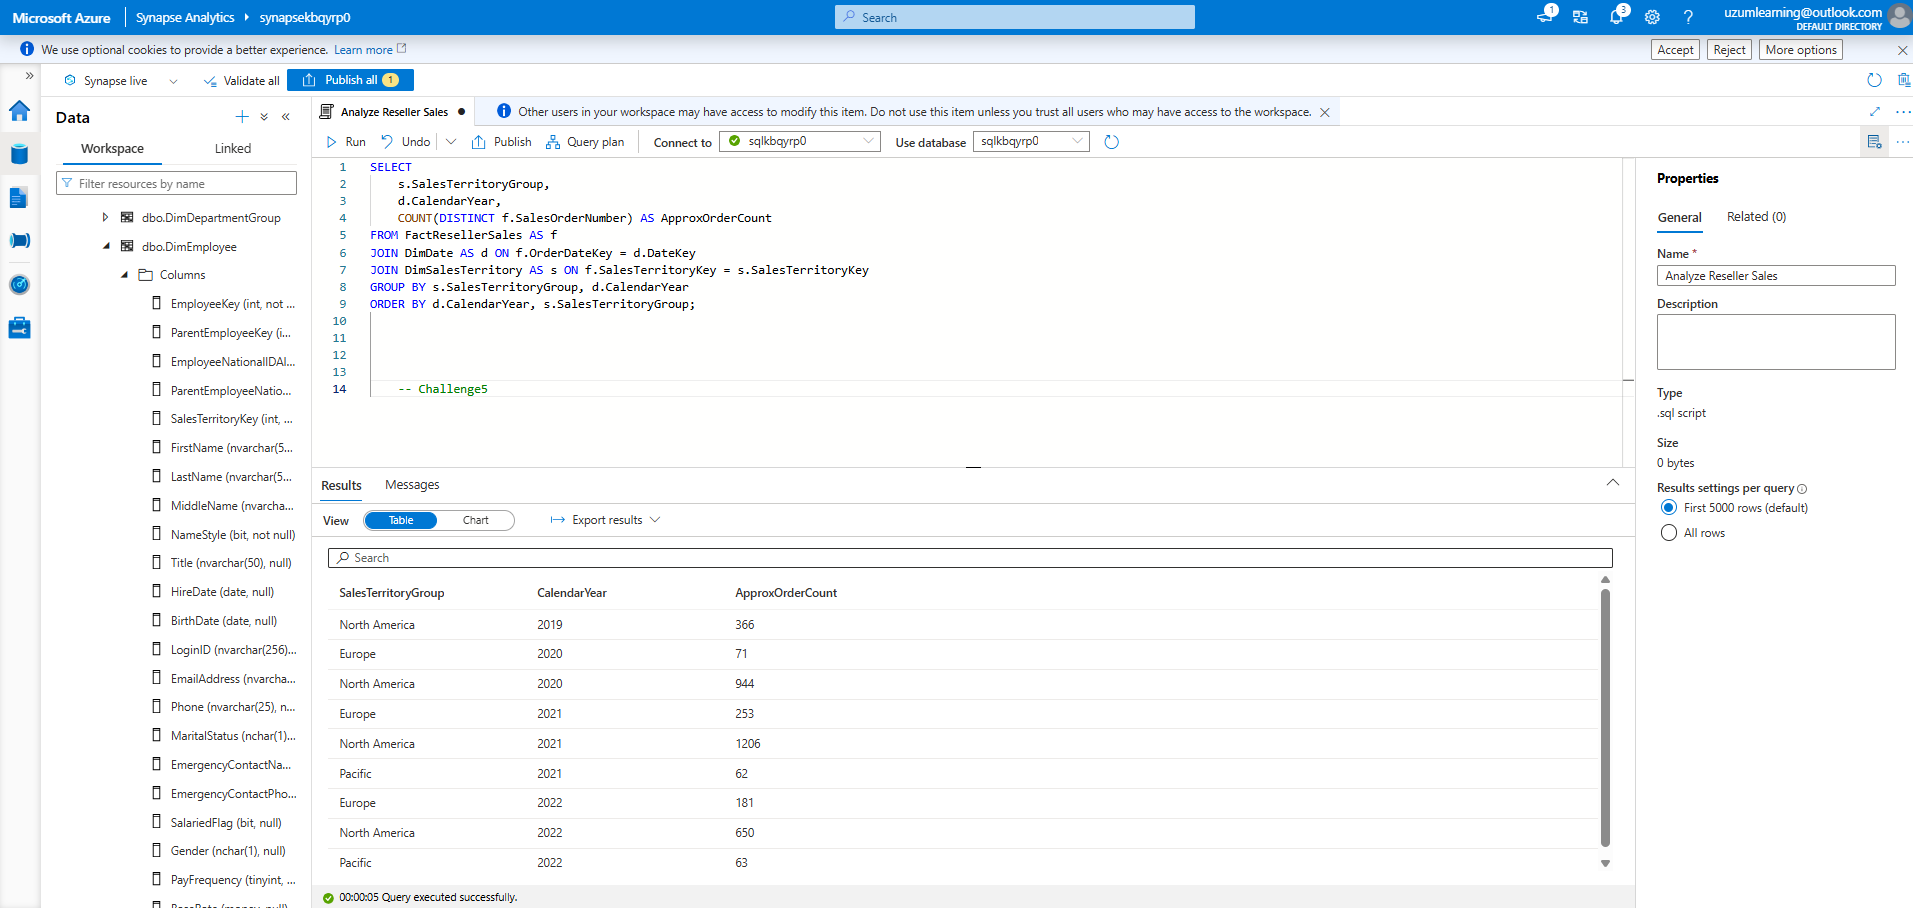 Microsoft Azure
Synapse Analytics
synapsekbqyrp0
Search
1
3
?
uzumlearning@outlook.com
DEFAULT DIRECTORY
We use optional cookies to provide a better experience. Learn more
Accept
Reject
More options
Synapse live
Validate all
Publish all 1
Data
Workspace
Linked
Filter resources by name
dbo.DimDepartmentGroup
dbo.DimEmployee
Columns
EmployeeKey (int, not ...
ParentEmployeeKey (i...
EmployeeNationalIDAl...
ParentEmployeeNatio...
SalesTerritoryKey (int, ...
FirstName (nvarchar(5...
LastName (nvarchar(5...
MiddleName (nvarcha...
NameStyle (bit, not null)
Title (nvarchar(50), null)
HireDate (date, null)
BirthDate (date, null)
LoginID (nvarchar(256)...
EmailAddress (nvarcha...
Phone (nvarchar(25), n...
MaritalStatus (nchar(1)...
EmergencyContactNa...
EmergencyContactPho...
SalariedFlag (bit, null)
Gender (nchar(1), null)
PayFrequency (tinyint, ...
Analyze Reseller Sales
Other users in your workspace may have access to modify this item. Do not use this item unless you trust all users who may have access to the workspace.
Run
Undo
Publish
Query plan
Connect to
sqlkbqyrp0
Use database
sqlkbqyrp0
1 SELECT
2 s.SalesTerritoryGroup,
3 d.CalendarYear,
4 COUNT(DISTINCT f.SalesOrderNumber) AS ApproxOrderCount
5 FROM FactResellerSales AS f
6 JOIN DimDate AS d ON f.OrderDateKey = d.DateKey
7 JOIN DimSalesTerritory AS s ON f.SalesTerritoryKey = s.SalesTerritoryKey
8 GROUP BY s.SalesTerritoryGroup, d.CalendarYear
9 ORDER BY d.CalendarYear, s.SalesTerritoryGroup;
10
11
12
13
14 -- Challenge5
Results
Messages
View
Table
Chart
Export results
Search
SalesTerritoryGroup CalendarYear ApproxOrderCount
North America 2019 366
Europe 2020 71
North America 2020 944
Europe 2021 253
North America 2021 1206
Pacific 2021 62
Europe 2022 181
North America 2022 650
Pacific 2022 63
00:00:05 Query executed successfully.
Properties
General
Related (0)
Name *
Analyze Reseller Sales
Description
Type
.sql script
Size
0 bytes
Results settings per query
First 5000 rows (default)
All rows